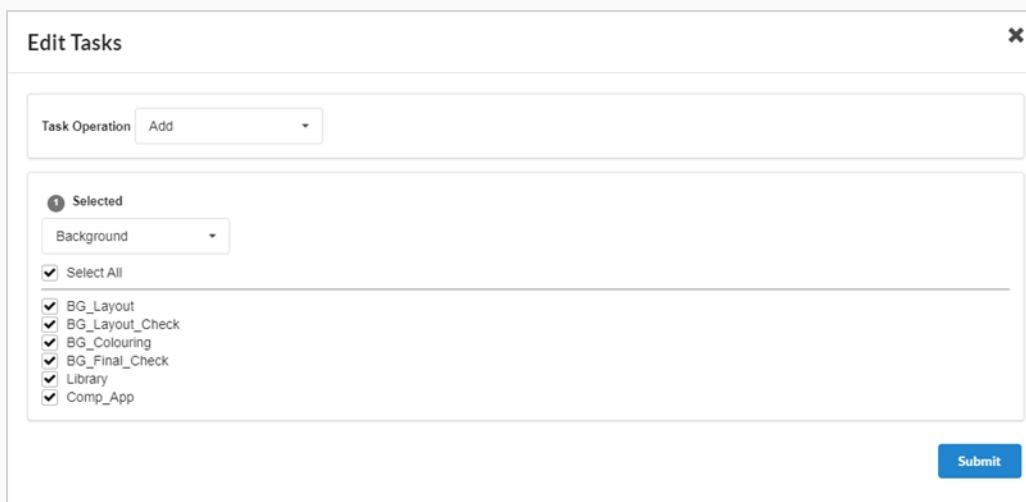 Edit Tasks
Task Operation Add
1 Selected
Background
Select All
BG_Layout
BG_Layout_Check
BG_Colouring
BG_Final_Check
Library
Comp_App
Submit